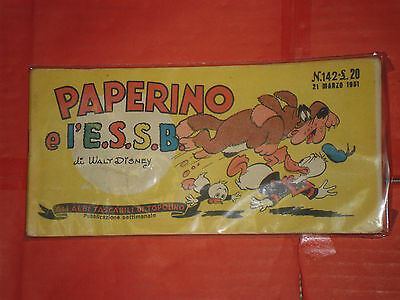 PAPERINO
e l'E.S.S.B.
di WALT DISNEY
N.142-L.20
21 MARZO 1951
GLI ALBI TASCABILI DI TOPOLINO
Pubblicazione settimanale